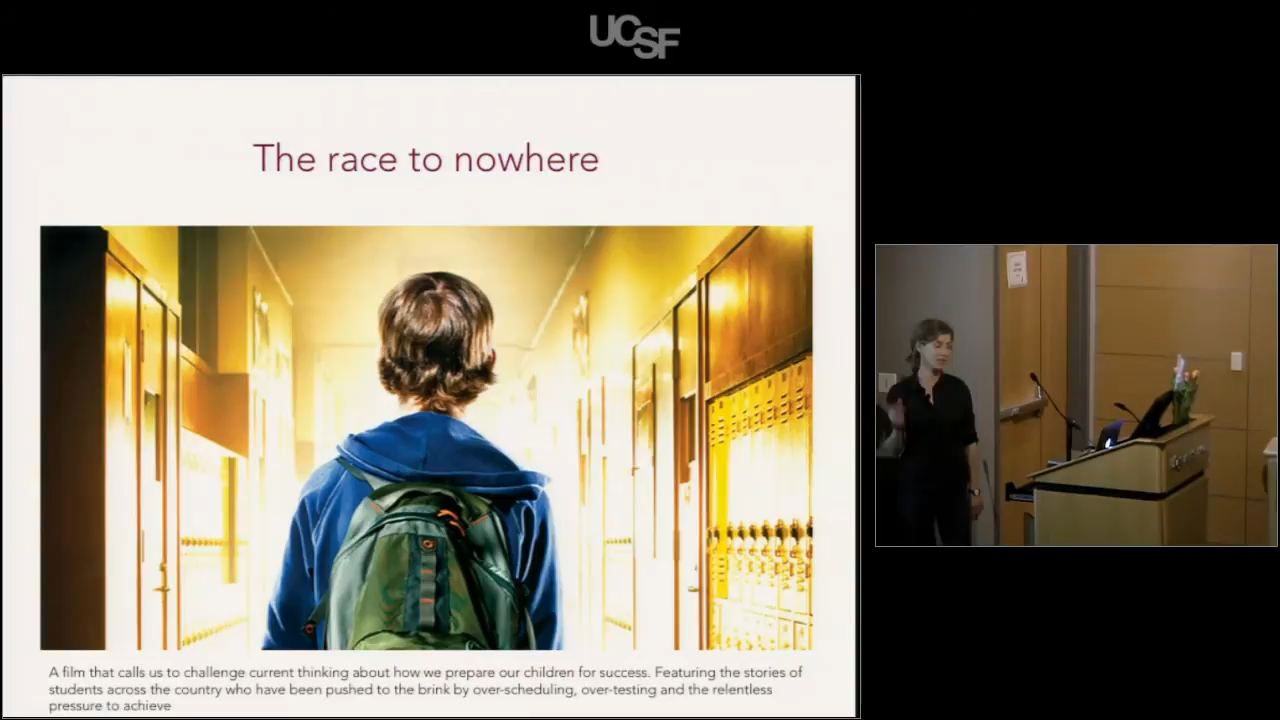 UCSF
The race to nowhere
A film that calls us to challenge current thinking about how we prepare our children for success. Featuring the stories of
students across the country who have been pushed to the brink by over-scheduling, over-testing and the relentless
pressure to achieve